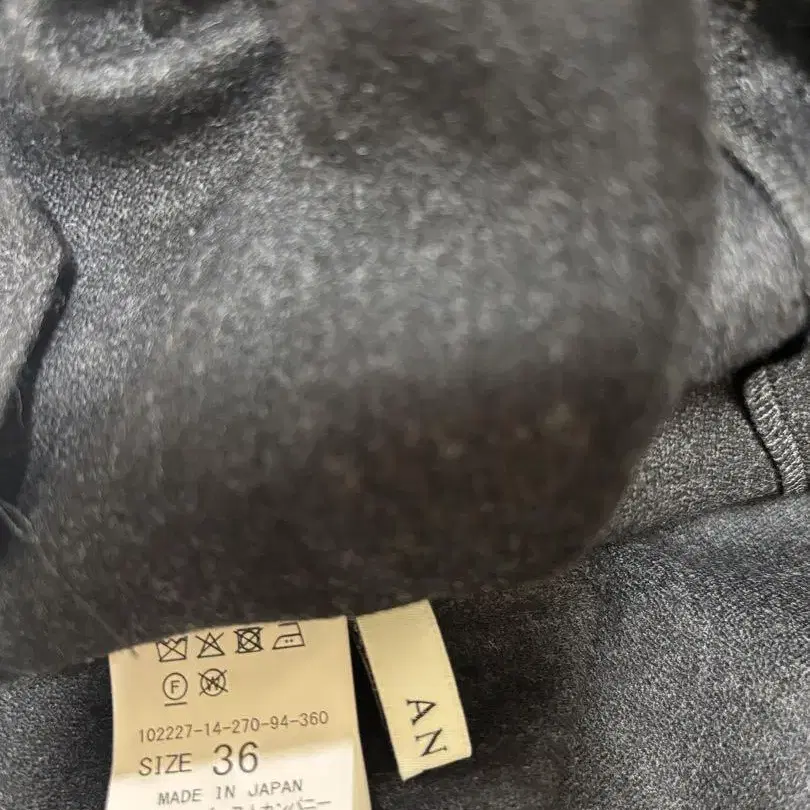 F
W
102227-14-270-94-360
SIZE 36
MADE IN JAPAN
AN